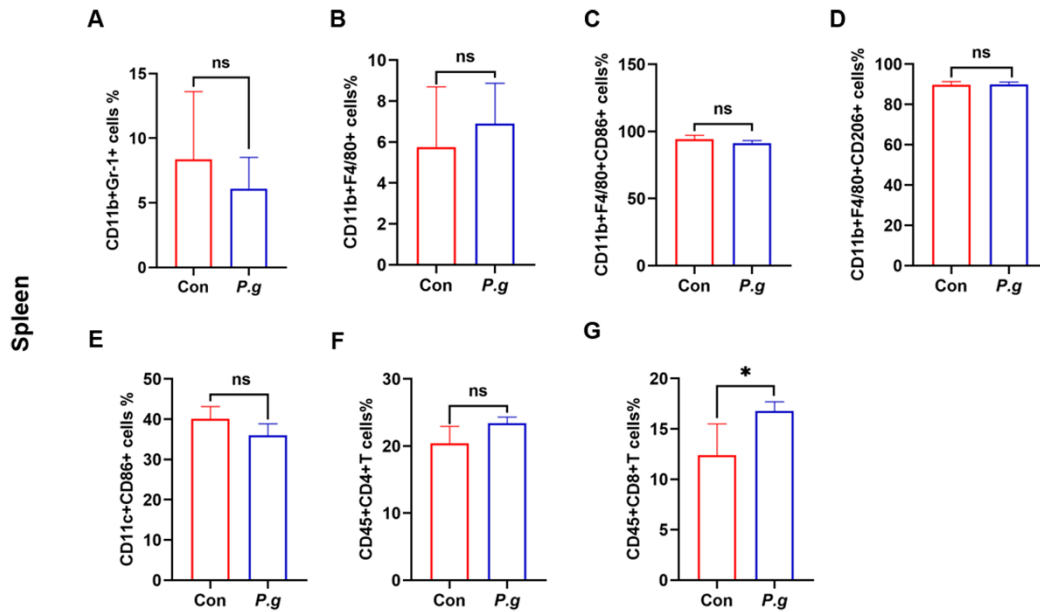 Spleen
A
ns
CD11b+Gr-1+ cells %
15
10
5
0
Con P.g
B
ns
CD11b+F4/80+ cells%
10
8
6
4
2
0
Con P.g
C
ns
CD11b+F4/80+CD86+ cells%
150
100
50
0
Con P.g
D
ns
CD11b+F4/80+CD206+ cells%
100
80
60
40
20
0
Con P.g
E
ns
CD11c+CD86+ cells %
50
40
30
20
10
0
Con P.g
F
ns
CD45+CD4+T cells%
30
20
10
0
Con P.g
G
*
CD45+CD8+T cells%
20
15
10
5
0
Con P.g